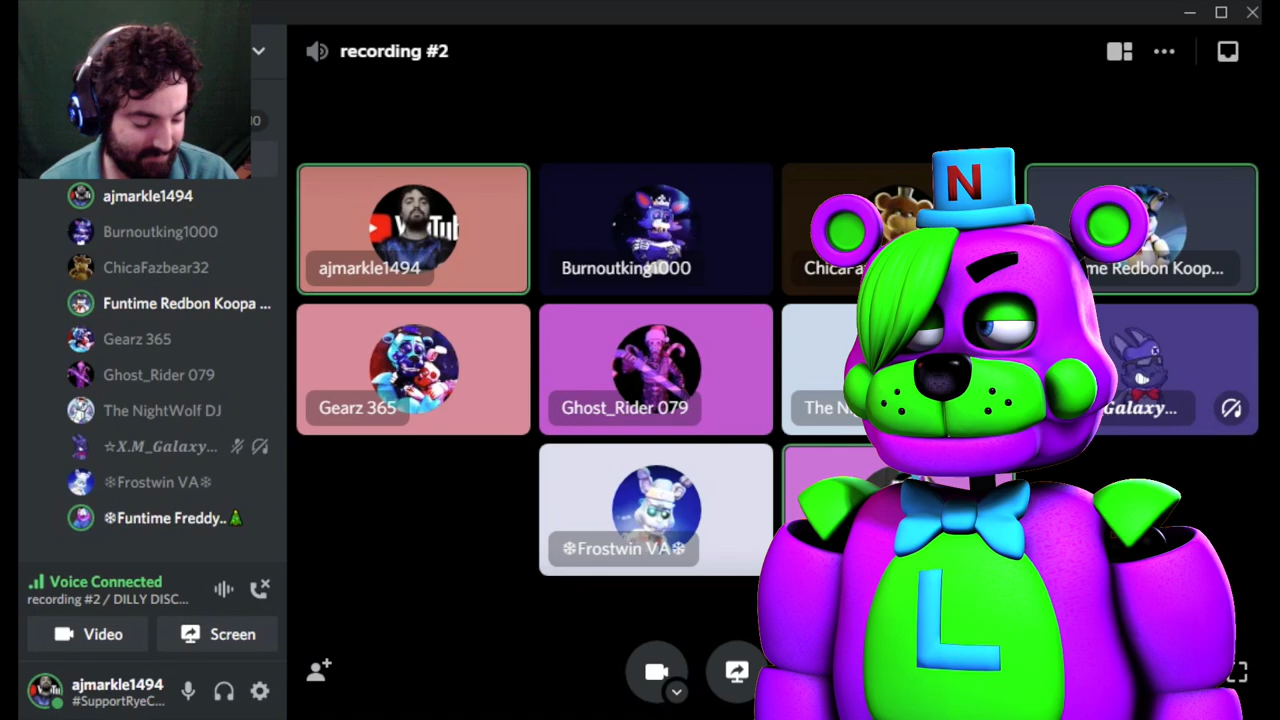 recording #2
ajmarkle1494
Burnoutking1000
ChicaFazbear32
Funtime Redbon Koopa ...
Gearz 365
Ghost_Rider 079
The NightWolf DJ
☆X.M_Galaxy...
❄Frostwin VA❄
❄Funtime Freddy..🎄
Voice Connected
recording #2 / DILLY DISC...
Video
Screen
ajmarkle1494
#SupportRyeC...
ajmarkle1494
Burnoutking1000
ChicaFa
me Redbon Koop...
Gearz 365
Ghost_Rider 079
The Ni
Galaxy...
❄Frostwin VA❄
N
L